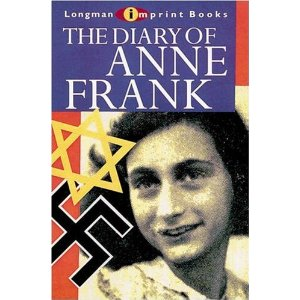 Longman imprint Books
THE DIARY OF
ANNE
FRANK